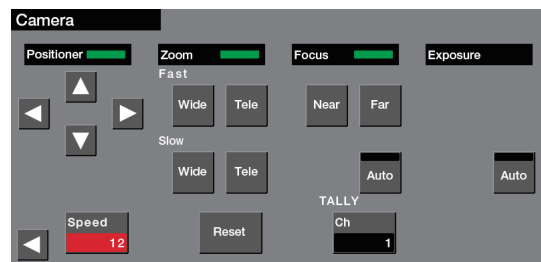 Camera
Positioner Zoom Focus Exposure
Fast
Wide Tele Near Far
Slow
Wide Tele Auto Auto
TALLY
Speed Reset Ch
12 1